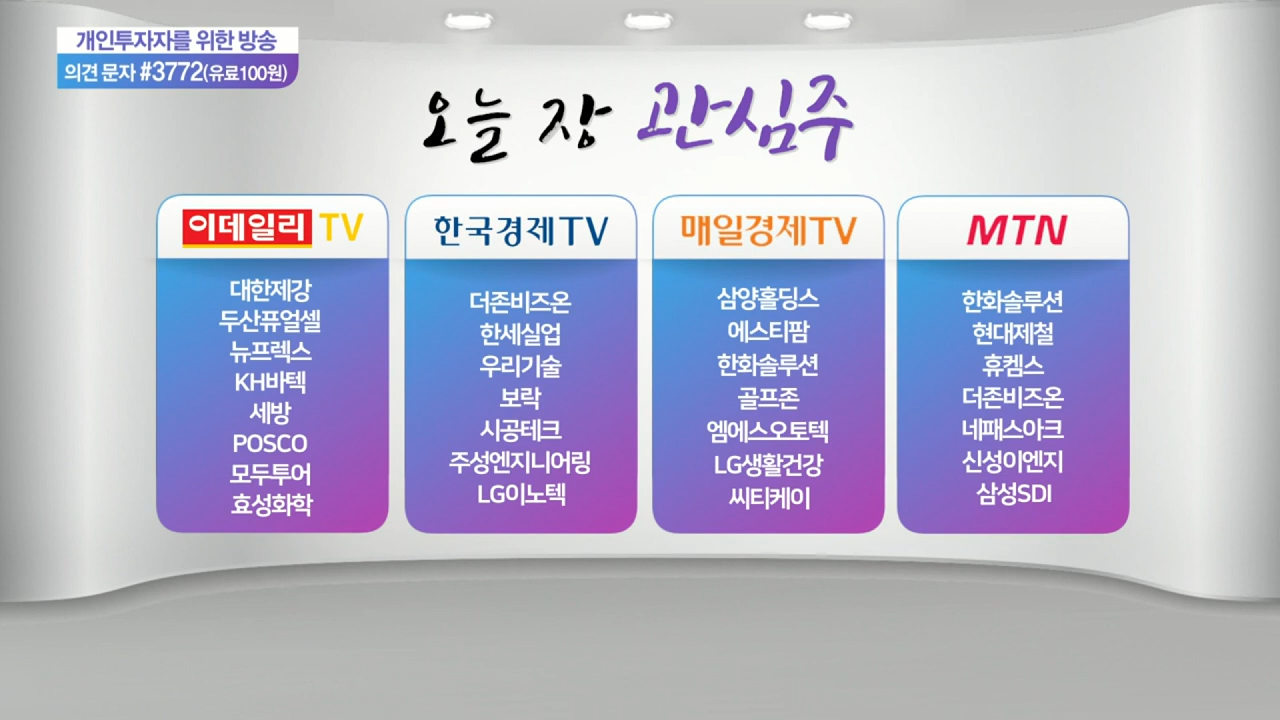 개인투자자를 위한 방송
의견 문자 #3772(유료100원)
오늘 장 관심주
이데일리 TV
대한제강
두산퓨얼셀
뉴프렉스
KH바텍
세방
POSCO
모두투어
효성화학
한국경제TV
더존비즈온
한세실업
우리기술
보락
시공테크
주성엔지니어링
LG이노텍
매일경제TV
삼양홀딩스
에스티팜
한화솔루션
골프존
엠에스오토텍
LG생활건강
씨티케이
MTN
한화솔루션
현대제철
휴켐스
더존비즈온
네패스아크
신성이엔지
삼성SDI